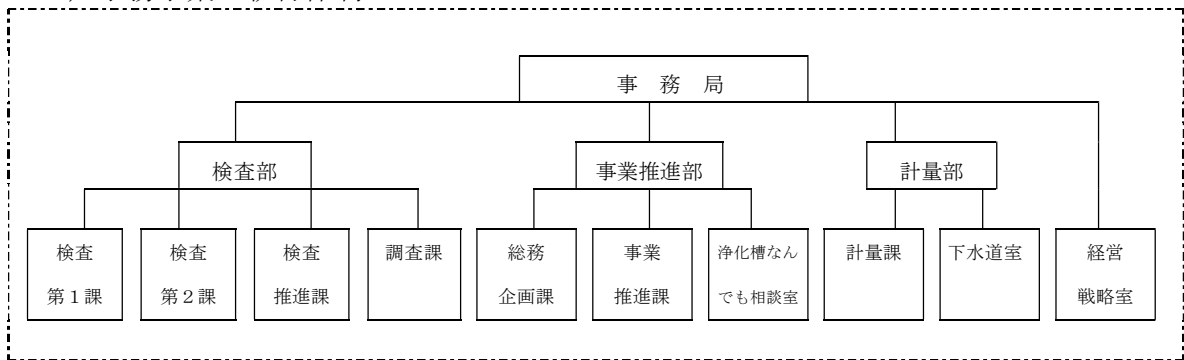 事　務　局
検査部　事業推進部　計量部
検査　検査　検査　調査課　総務　事業　浄化槽なん　計量課　下水道室　経営
第１課　第２課　推進課　企画課　推進課　でも相談室　戦略室